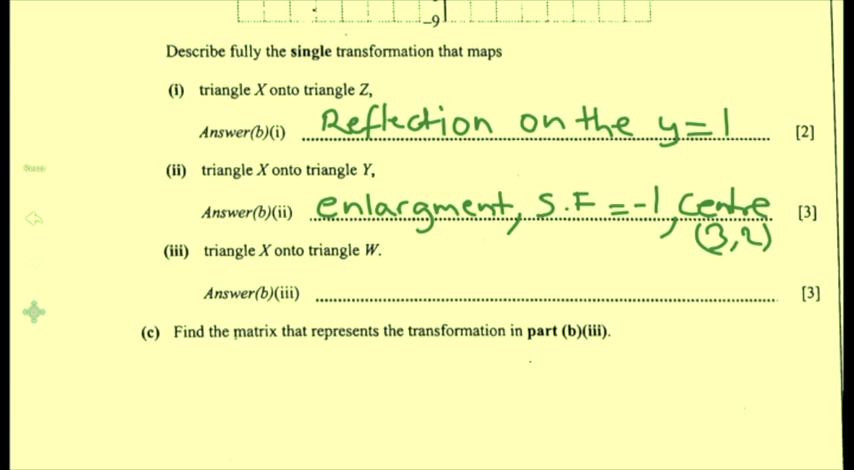 -9
Describe fully the single transformation that maps
(i) triangle X onto triangle Z,
Answer(b)(i) Reflection on the y=1 [2]
(ii) triangle X onto triangle Y,
Answer(b)(ii) enlargment, S.F = -1, Centre [3]
(3,2)
(iii) triangle X onto triangle W.
Answer(b)(iii) [3]
(c) Find the matrix that represents the transformation in part (b)(iii).